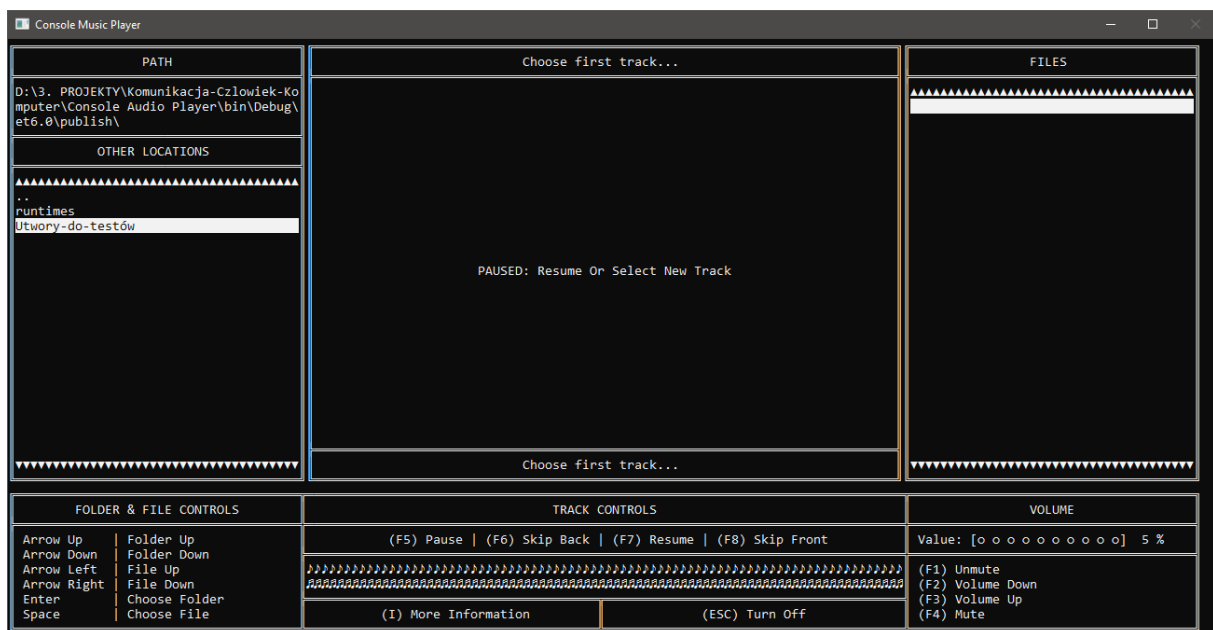 Console Music Player
PATH
D:\3. PROJEKTY\Komunikacja-Czlowiek-Ko
mputer\Console Audio Player\bin\Debug\
et6.0\publish\
OTHER LOCATIONS
..
runtimes
Utwory-do-testów
Choose first track...
PAUSED: Resume Or Select New Track
Choose first track...
FILES
FOLDER & FILE CONTROLS
Arrow Up | Folder Up
Arrow Down | Folder Down
Arrow Left | File Up
Arrow Right | File Down
Enter | Choose Folder
Space | Choose File
TRACK CONTROLS
(F5) Pause | (F6) Skip Back | (F7) Resume | (F8) Skip Front
(I) More Information
(ESC) Turn Off
VOLUME
Value: [o o o o o o o o o o] 5 %
(F1) Unmute
(F2) Volume Down
(F3) Volume Up
(F4) Mute